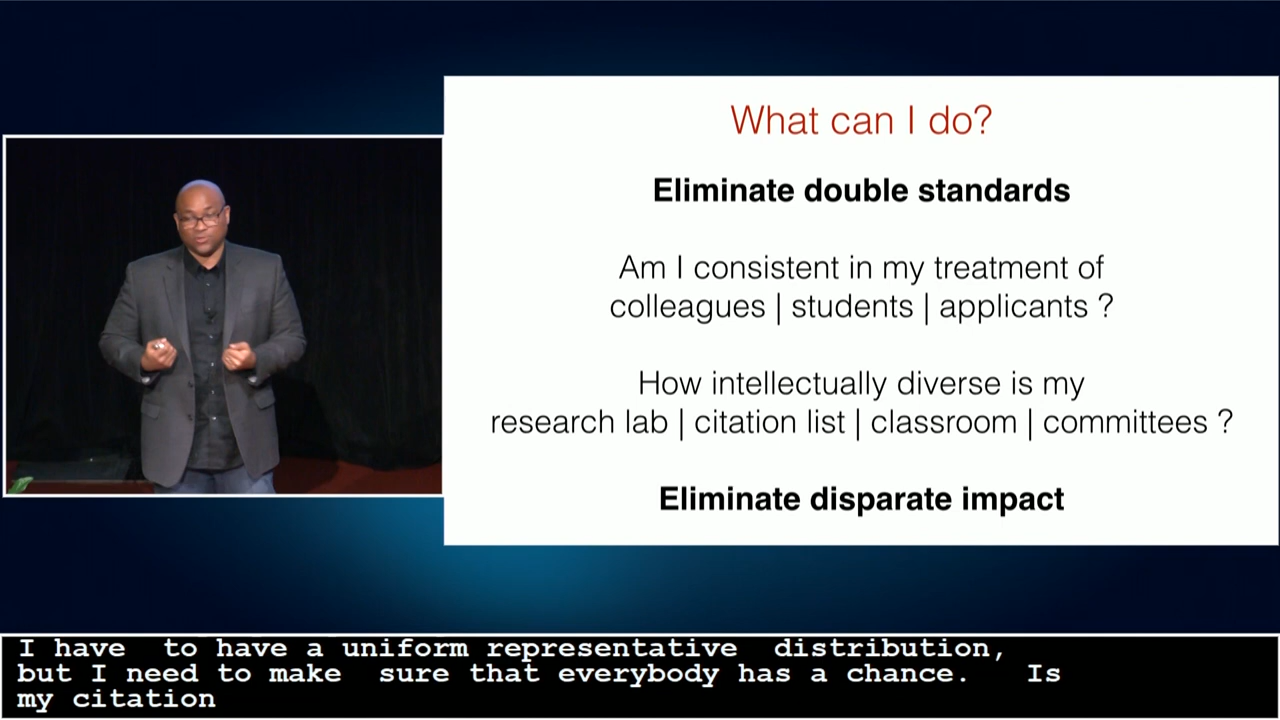 What can I do?
Eliminate double standards
Am I consistent in my treatment of
colleagues | students | applicants ?
How intellectually diverse is my
research lab | citation list | classroom | committees ?
Eliminate disparate impact
I have to have a uniform representative distribution,
but I need to make sure that everybody has a chance. Is
my citation